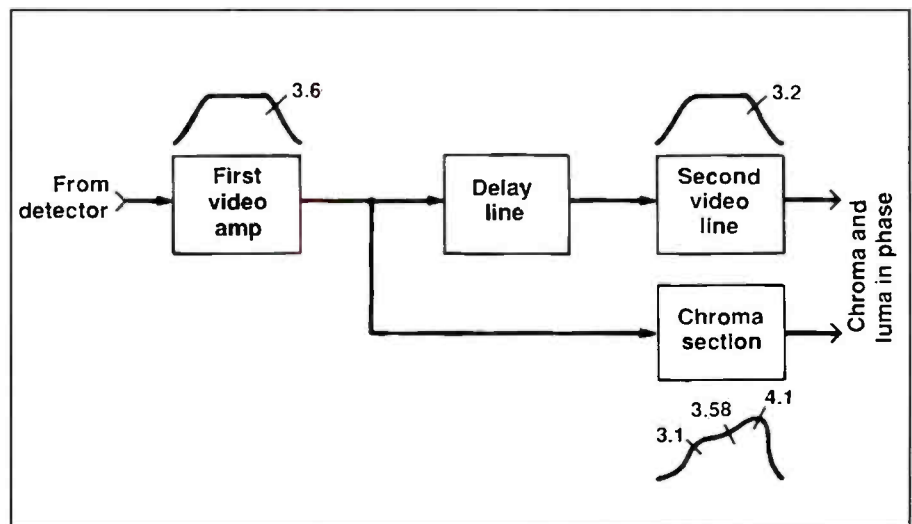 3.6
3.2
From
detector
First
video
amp
Delay
line
Second
video
line
Chroma
section
Chroma and
luma in phase
3.1
3.58
4.1